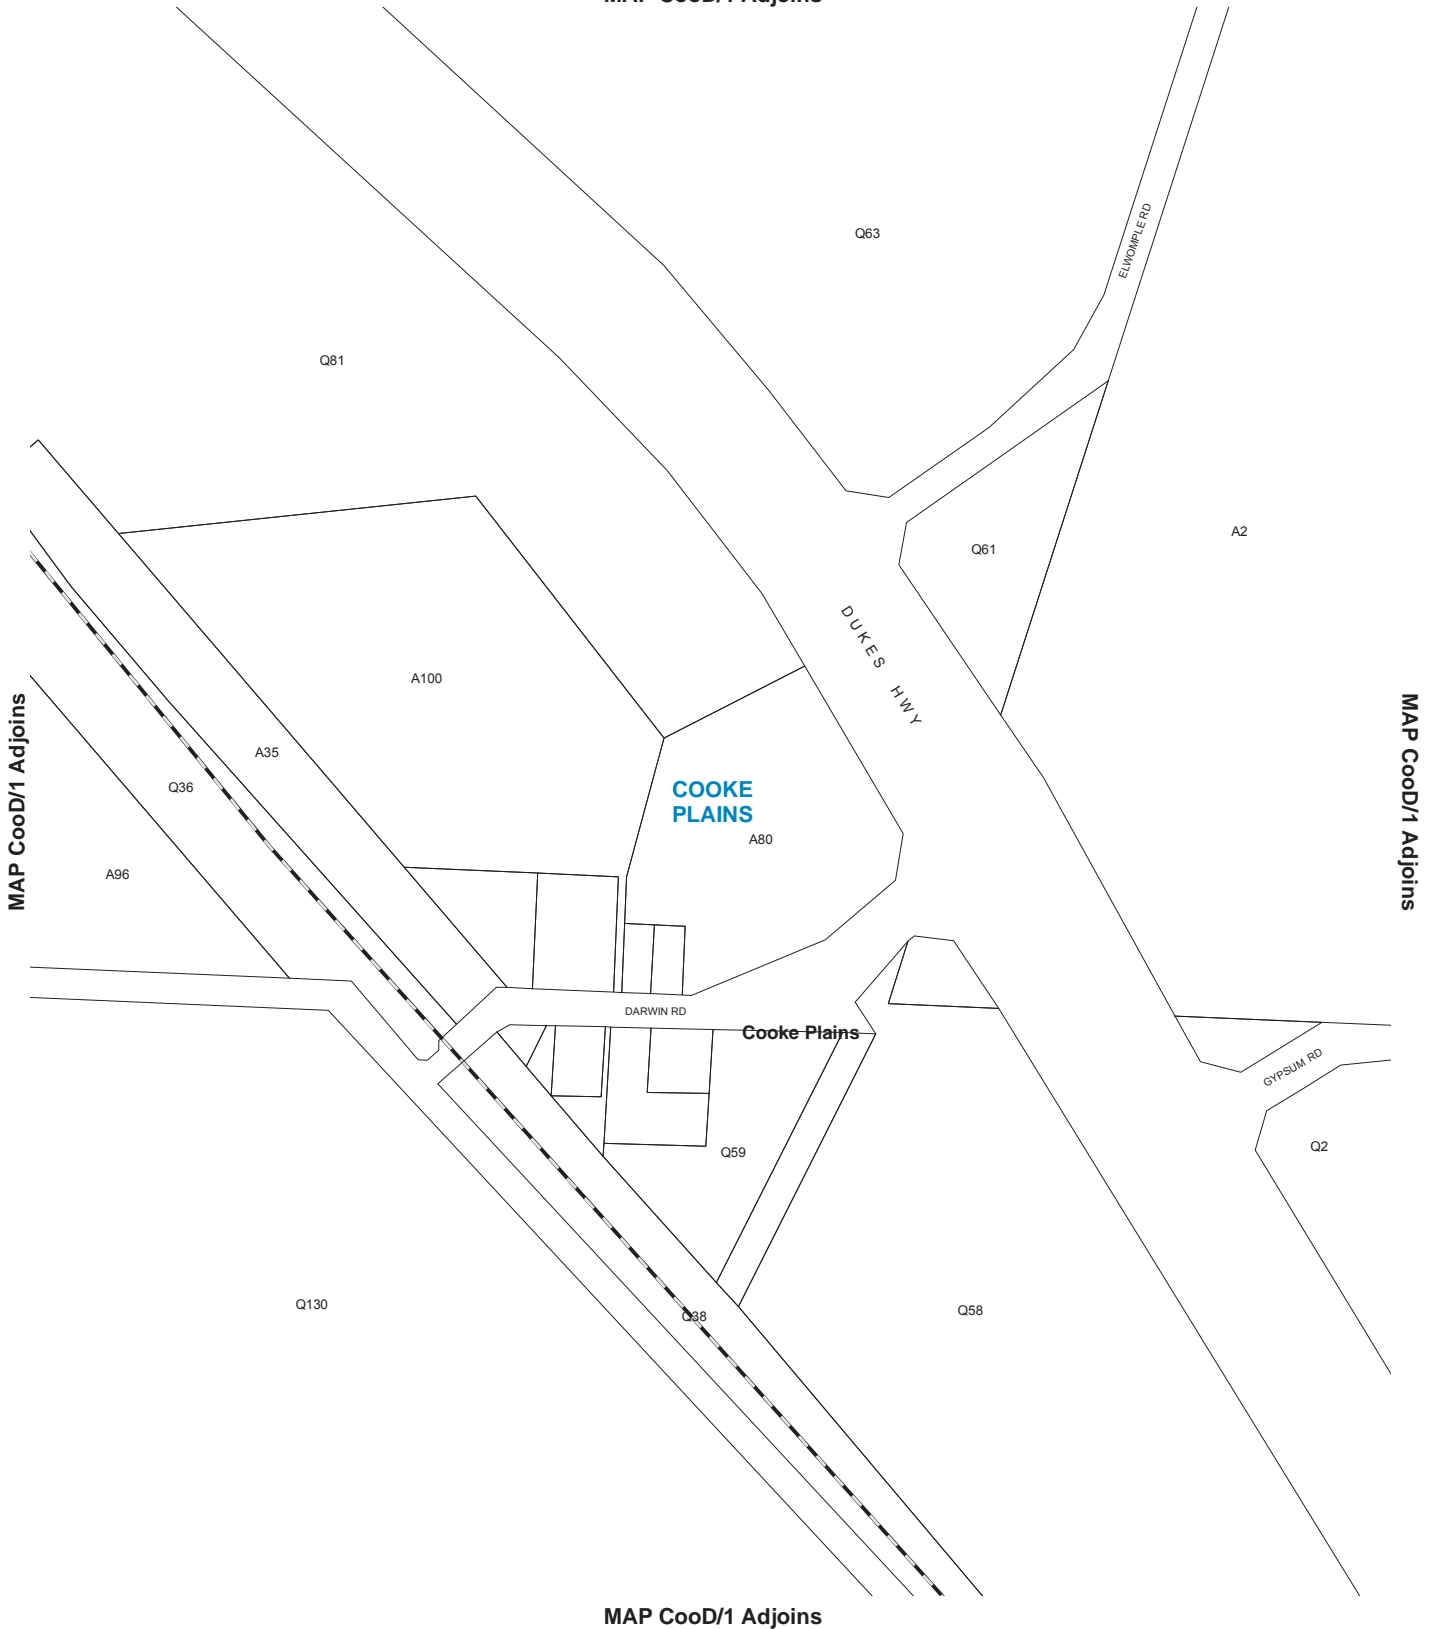 MAP CooD/1 Adjoins
Q63
ELWOMPLE RD
Q81
A2
Q61
DUKES HWY
A100
MAP CooD/1 Adjoins
MAP CooD/1 Adjoins
A35
Q36
COOKE
PLAINS
A80
A96
DARWIN RD
Cooke Plains
GYPSUM RD
Q2
Q59
Q130
Q38
Q58
MAP CooD/1 Adjoins